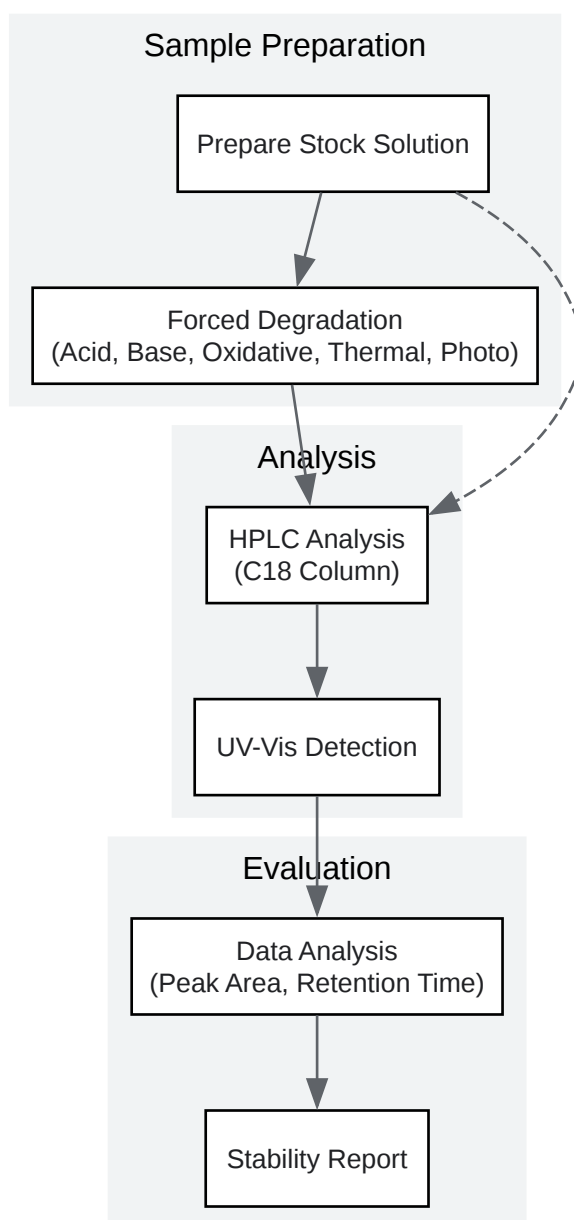 Sample Preparation
Prepare Stock Solution
Forced Degradation
(Acid, Base, Oxidative, Thermal, Photo)
Analysis
HPLC Analysis
(C18 Column)
UV-Vis Detection
Evaluation
Data Analysis
(Peak Area, Retention Time)
Stability Report